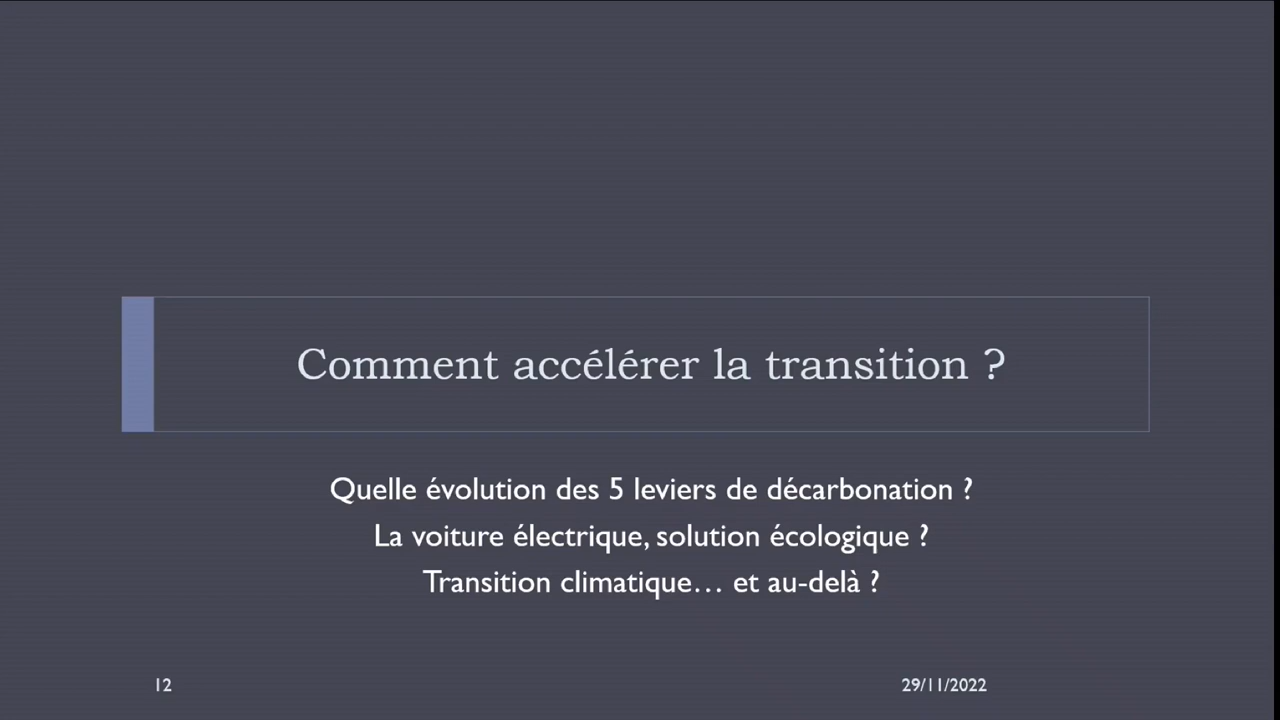 Comment accélérer la transition ?
Quelle évolution des 5 leviers de décarbonation ?
La voiture électrique, solution écologique ?
Transition climatique… et au-delà ?
12
29/11/2022